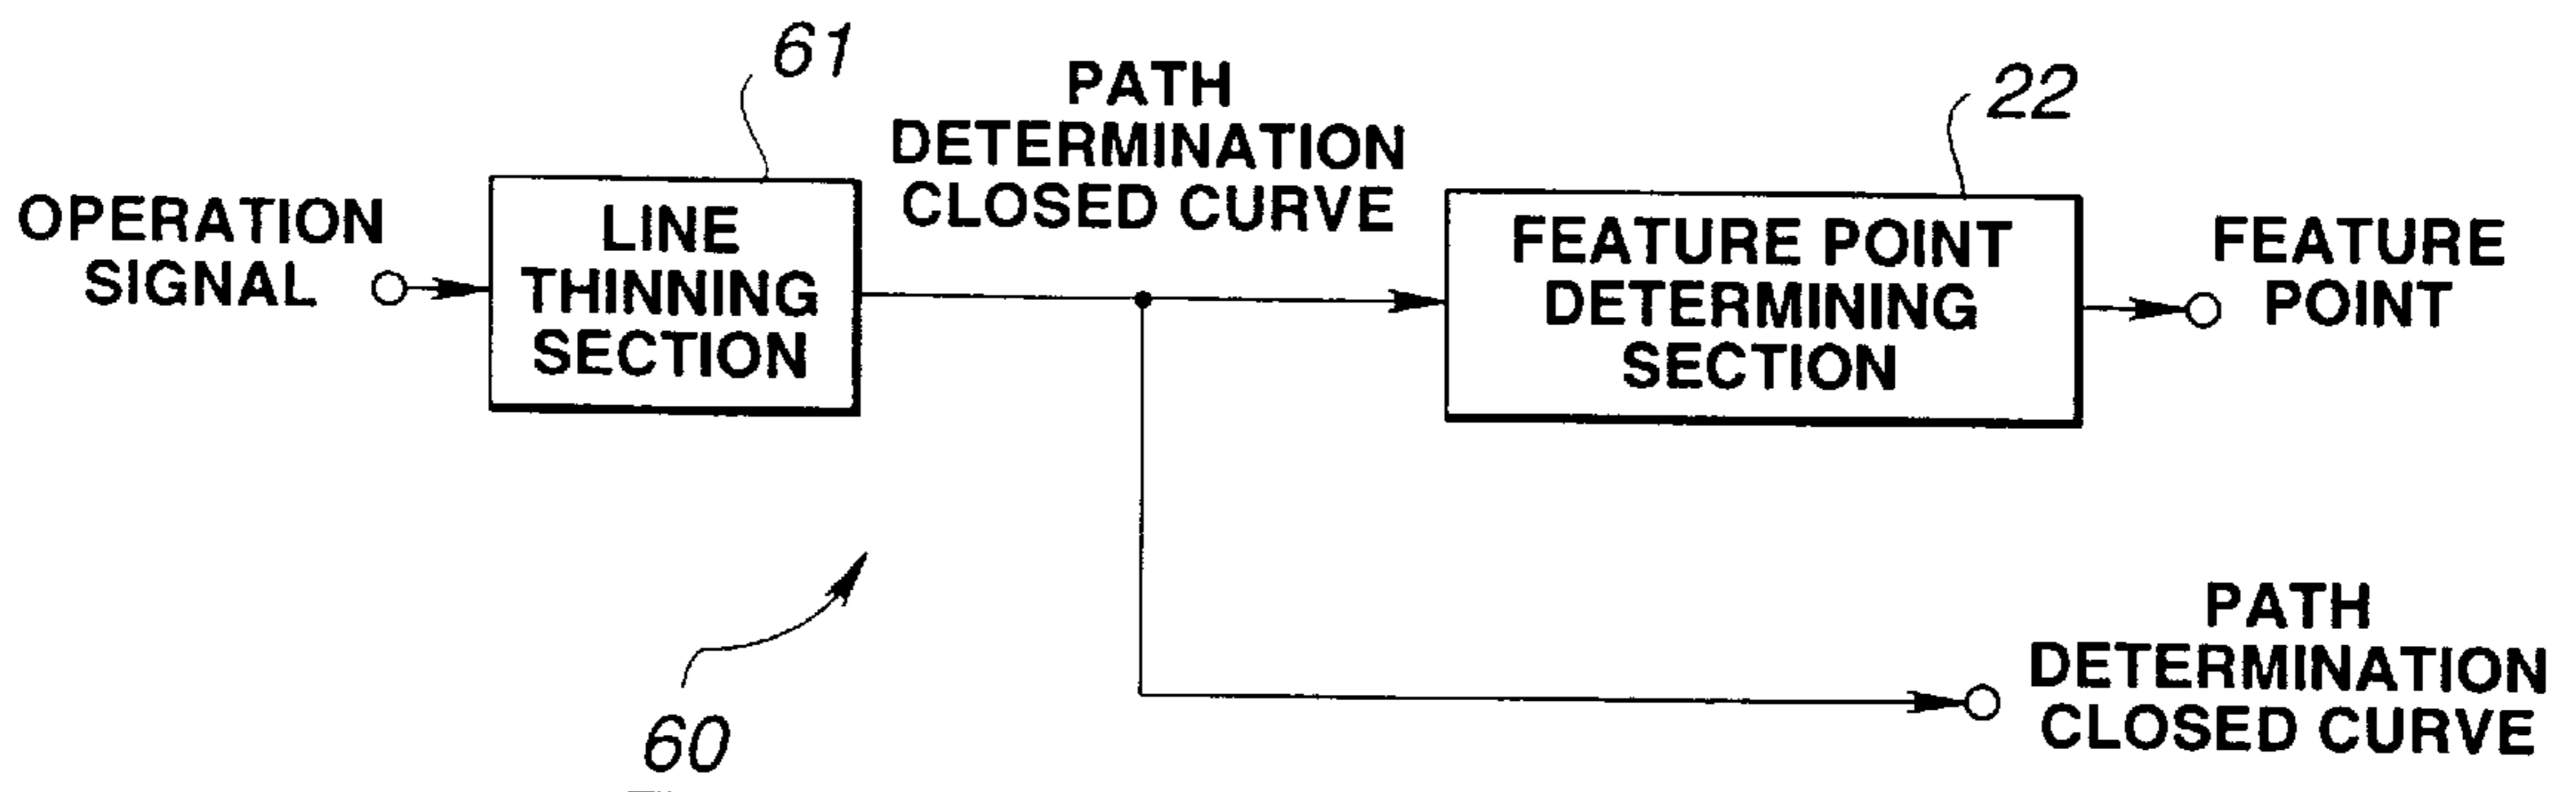 61
PATH
DETERMINATION
CLOSED CURVE
22
OPERATION
SIGNAL
LINE
THINNING
SECTION
FEATURE POINT
DETERMINING
SECTION
FEATURE
POINT
60
PATH
DETERMINATION
CLOSED CURVE